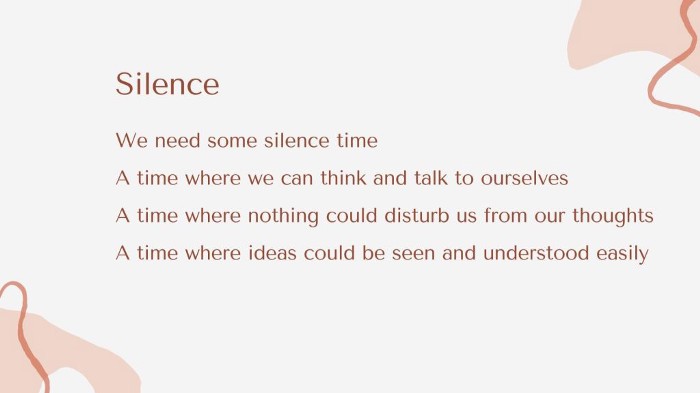 Silence
We need some silence time
A time where we can think and talk to ourselves
A time where nothing could disturb us from our thoughts
A time where ideas could be seen and understood easily